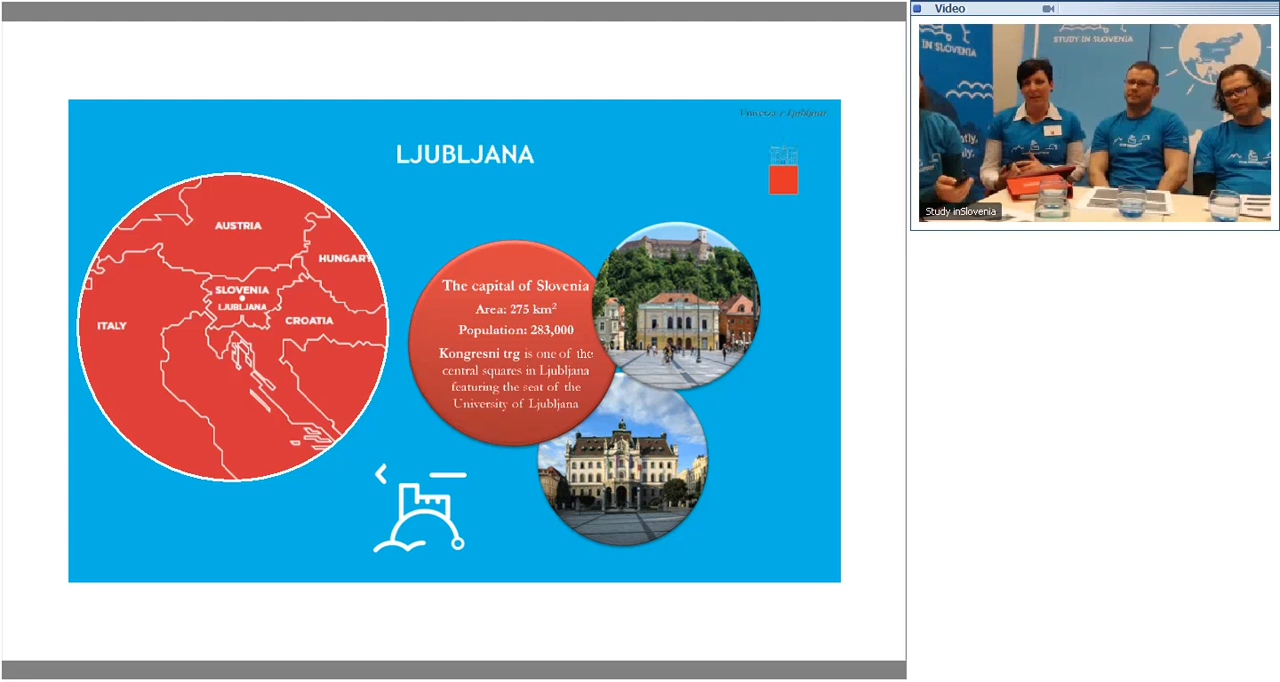 Univerza v Ljubljani
LJUBLJANA
AUSTRIA
HUNGARY
SLOVENIA
LJUBLJANA
ITALY
CROATIA
The capital of Slovenia
Area: 275 km²
Population: 283,000
Kongresni trg is one of the
central squares in Ljubljana
featuring the seat of the
University of Ljubljana
Video
IN SLOVENIA
STUDY IN SLOVENIA
Study inSlovenia